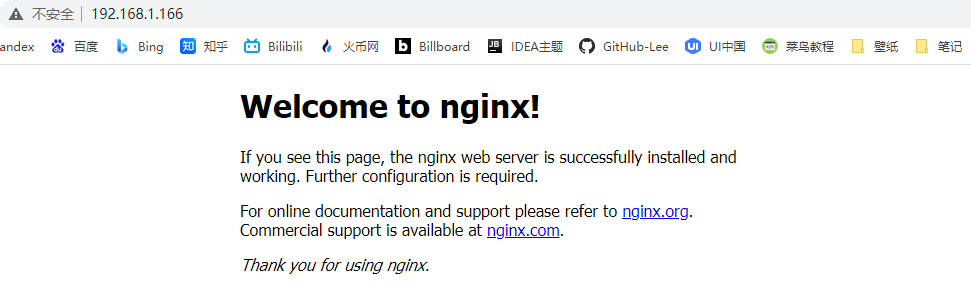 不安全 | 192.168.1.166
andex 百度 Bing 知 知乎 Bilibili 火币网 b Billboard JB IDEA主题 GitHub-Lee UI UI中国 菜鸟教程 壁纸 笔记
Welcome to nginx!
If you see this page, the nginx web server is successfully installed and
working. Further configuration is required.
For online documentation and support please refer to nginx.org.
Commercial support is available at nginx.com.
Thank you for using nginx.